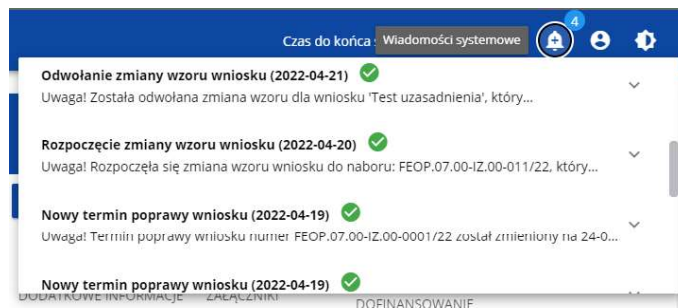 4
Czas do końca
Wiadomości systemowe
Odwołanie zmiany wzoru wniosku (2022-04-21)
Uwaga! Została odwołana zmiana wzoru dla wniosku 'Test uzasadnienia', który...
Rozpoczęcie zmiany wzoru wniosku (2022-04-20)
Uwaga! Rozpoczęła się zmiana wzoru wniosku do naboru: FEOP.07.00-IZ.00-011/22, który...
Nowy termin poprawy wniosku (2022-04-19)
Uwaga! Termin poprawy wniosku numer FEOP.07.00-IZ.00-0001/22 został zmieniony na 24-0...
Nowy termin poprawy wniosku (2022-04-19)
DODATKOWE INFORMACJE ZAŁĄCZNIKI
DOFINANSOWANIE